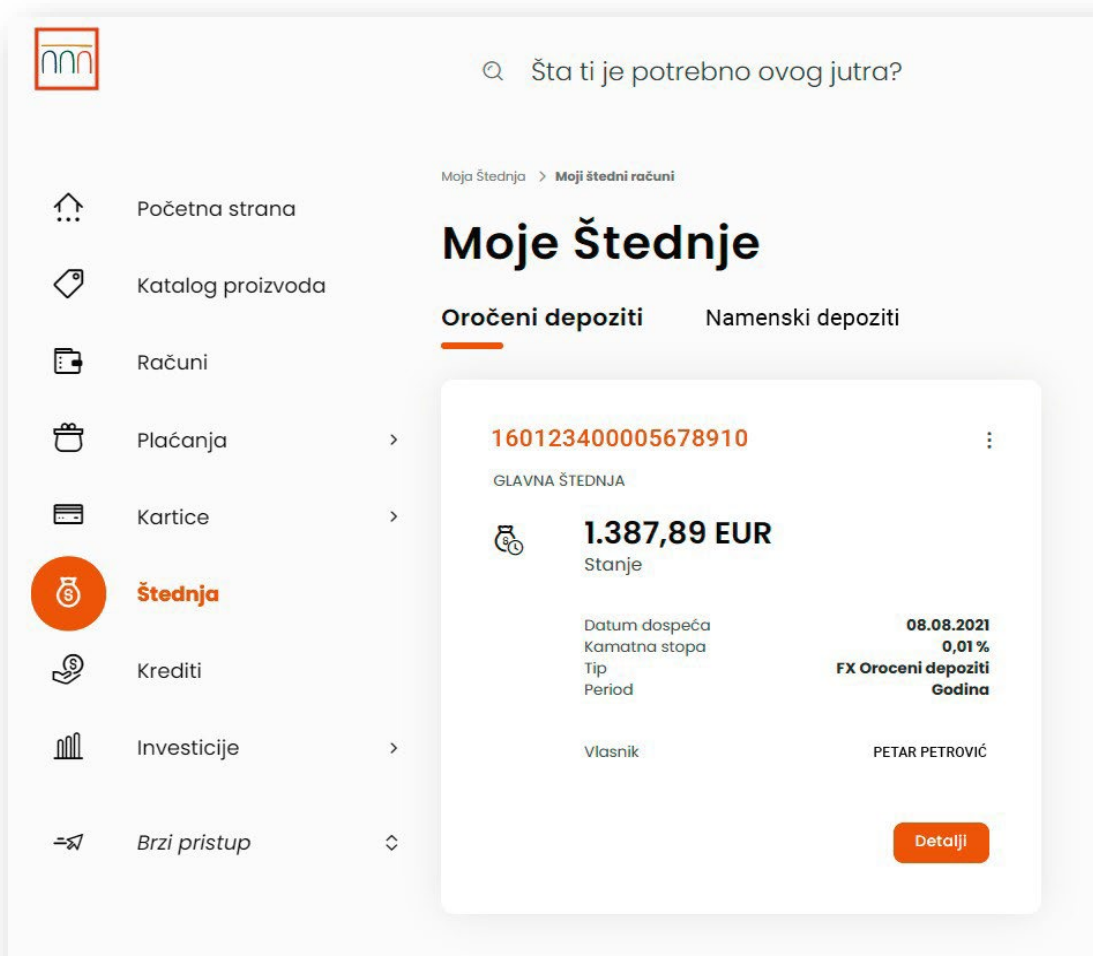 Šta ti je potrebno ovog jutra?
Početna strana
Katalog proizvoda
Računi
Plaćanja
Kartice
Štednja
Krediti
Investicije
Brzi pristup
Moja Štednja > Moji štedni računi
Moje Štednje
Oročeni depoziti Namenski depoziti
160123400005678910
GLAVNA ŠTEDNJA
1.387,89 EUR
Stanje
Datum dospeća 08.08.2021
Kamatna stopa 0,01 %
Tip FX Oroceni depoziti
Period Godina
Vlasnik PETAR PETROVIĆ
Detalji